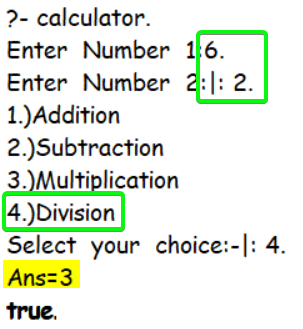 ?- calculator.
Enter Number 1:6.
Enter Number 2:|: 2.
1.)Addition
2.)Subtraction
3.)Multiplication
4.)Division
Select your choice:-|: 4.
Ans=3
true.